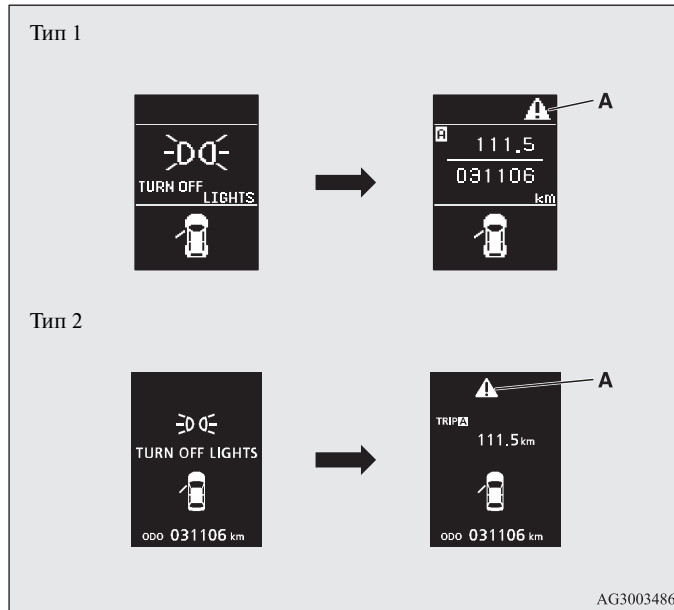 Тип 1
TURN OFF
LIGHTS
A
A
111.5
031106
km
Тип 2
TURN OFF LIGHTS
ODO 031106 km
A
TRIP A
111.5 km
ODO 031106 km
AG3003486